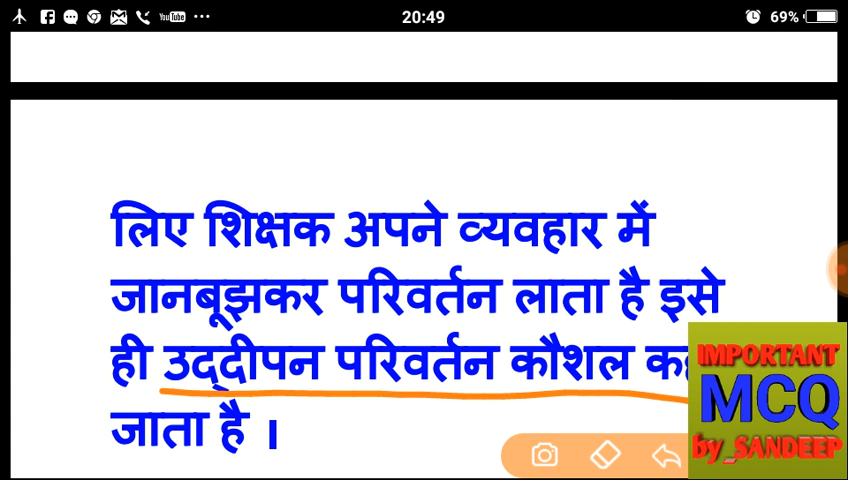 20:49
69%
लिए शिक्षक अपने व्यवहार में
जानबूझकर परिवर्तन लाता है इसे
ही उद्दीपन परिवर्तन कौशल
जाता है ।
IMPORTANT
MCQ
by_SANDEEP
YouTube